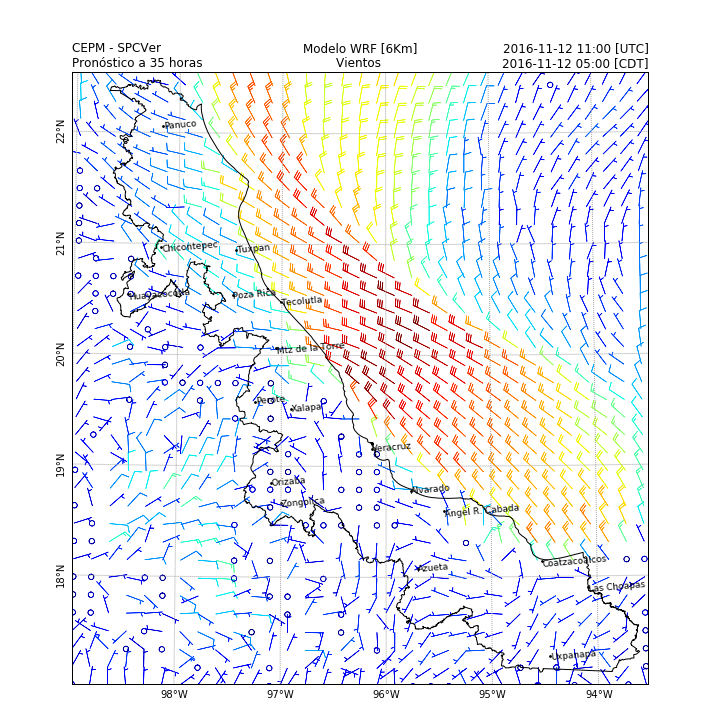 CEPM - SPCVer
Pronóstico a 35 horas
Modelo WRF [6Km]
Vientos
2016-11-12 11:00 [UTC]
2016-11-12 05:00 [CDT]
22°N
21°N
20°N
19°N
18°N
Panuco
Chicontepec
Tuxpan
Huayacocotla
Poza Rica
Tecolutla
Mtz de la Torre
Perote
Xalapa
Veracruz
Orizaba
Zongolica
Alvarado
Angel R. Cabada
Azueta
Coatzacoalcos
Las Choapas
Uxpanapa
98°W
97°W
96°W
95°W
94°W